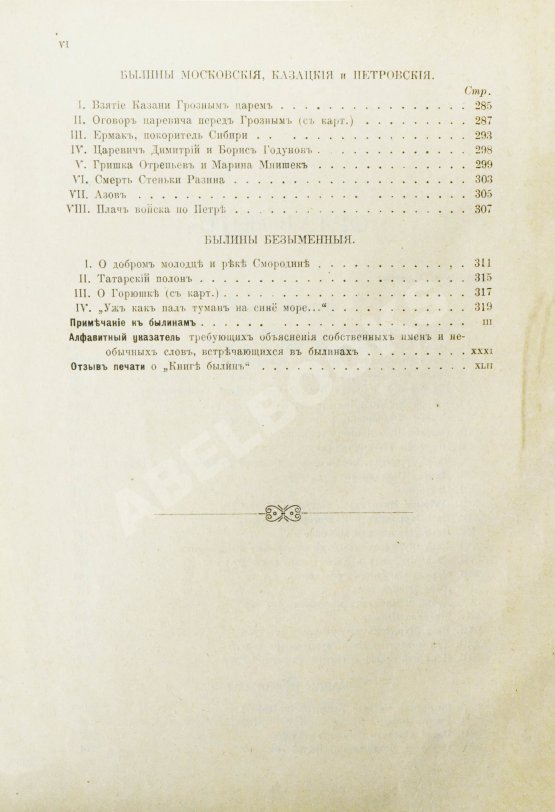 VI
БЫЛИНЫ МОСКОВСКІЯ, КАЗАЦКІЯ и ПЕТРОВСКІЯ.
Стр.
I. Взятіе Казани Грознымъ царемъ . . . . . . . . . . . . . . 285
II. Оговоръ царевича передъ Грознымъ (съ карт.) . . . . . . . . 287
III. Ермакъ, покоритель Сибири . . . . . . . . . . . . . . . 293
IV. Царевичъ Димитрій и Борисъ Годуновъ . . . . . . . . . . . 298
V. Гришка Отрепьевъ и Марина Мнишекъ . . . . . . . . . . . 299
VI. Смерть Стеньки Разина . . . . . . . . . . . . . . . . . 303
VII. Азовъ . . . . . . . . . . . . . . . . . . . . . . . . 305
VIII. Плачъ войска по Петрѣ . . . . . . . . . . . . . . . . 307
БЫЛИНЫ БЕЗЫМЕННЫЯ.
I. О добромъ молодцѣ и рѣкѣ Смородинѣ . . . . . . . . . . . 311
II. Татарскій полонъ . . . . . . . . . . . . . . . . . . . 315
III. О Горюшкѣ (съ карт.) . . . . . . . . . . . . . . . . . 317
IV. „Ужъ какъ палъ туманъ на синё море...“ . . . . . . . . . . 319
Примѣчаніе къ былинамъ . . . . . . . . . . . . . . . . . . III
Алфавитный указатель требующихъ объясненія собственныхъ именъ и не-
обычныхъ словъ, встрѣчающихся въ былинахъ . . . . . . . . XXXI
Отзывъ печати о „Книгѣ былинъ“ . . . . . . . . . . . . . . XLII